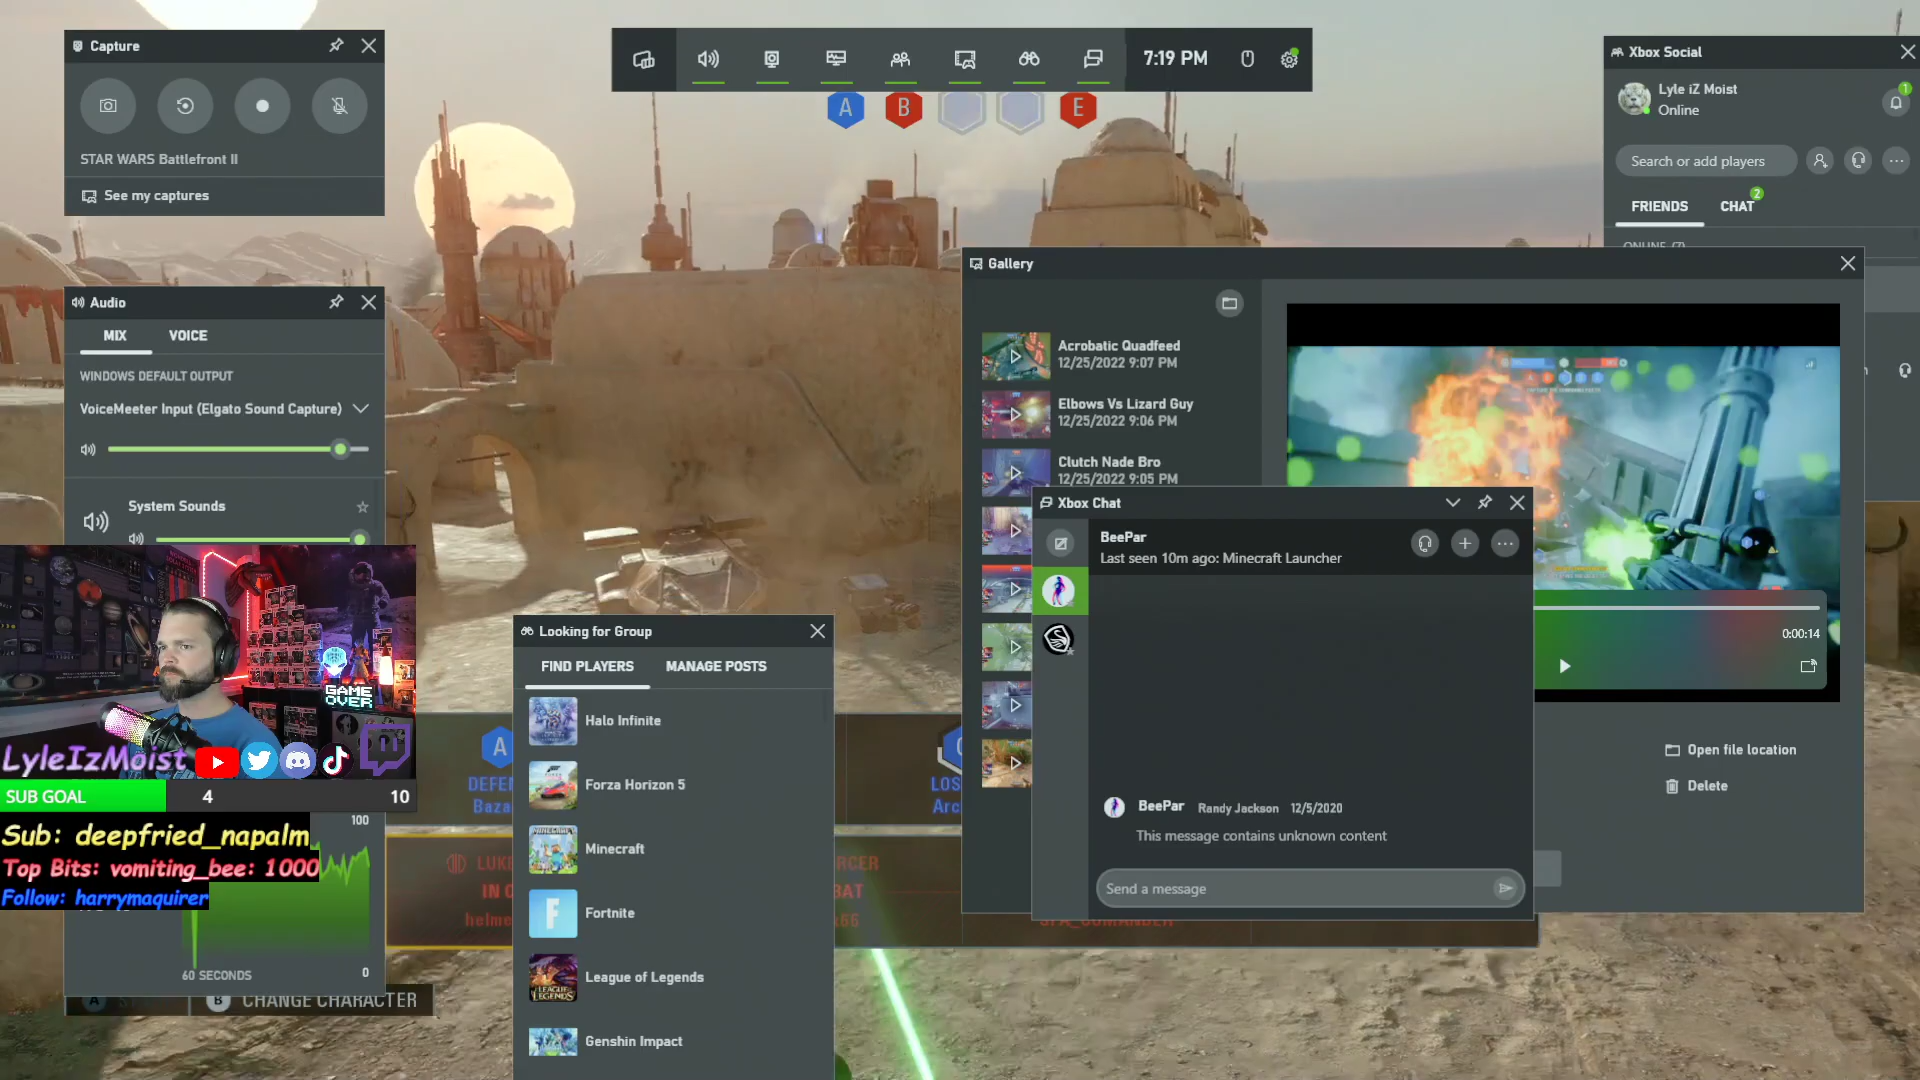 Capture
STAR WARS Battlefront II
See my captures
7:19 PM
A
B
E
Xbox Social
Lyle iZ Moist
Online
1
Search or add players
FRIENDS
CHAT
2
Audio
MIX
VOICE
WINDOWS DEFAULT OUTPUT
VoiceMeeter Input (Elgato Sound Capture)
System Sounds
Gallery
Acrobatic Quadfeed
12/25/2022 9:07 PM
Elbows Vs Lizard Guy
12/25/2022 9:06 PM
Clutch Nade Bro
12/25/2022 9:05 PM
0:00:14
Open file location
Delete
Xbox Chat
BeePar
Last seen 10m ago: Minecraft Launcher
BeePar Randy Jackson 12/5/2020
This message contains unknown content
Send a message
Looking for Group
FIND PLAYERS
MANAGE POSTS
Halo Infinite
Forza Horizon 5
Minecraft
Fortnite
League of Legends
Genshin Impact
GAME OVER
LyleIzMoist
SUB GOAL 4 10
Sub: deepfried_napalm
Top Bits: vomiting_bee: 1000
Follow: harrymaquirer
100
60 SECONDS
0
A
B CHANGE CHARACTER